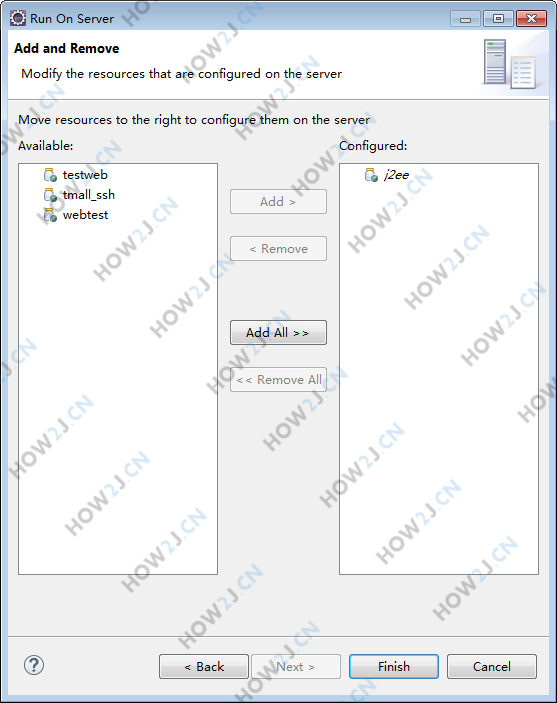 Run On Server
Add and Remove
Modify the resources that are configured on the server
Move resources to the right to configure them on the server
Available:
Configured:
testweb
tmall_ssh
webtest
j2ee
Add >
< Remove
Add All >>
<< Remove All
?
< Back
Next >
Finish
Cancel
HOW2J.CN